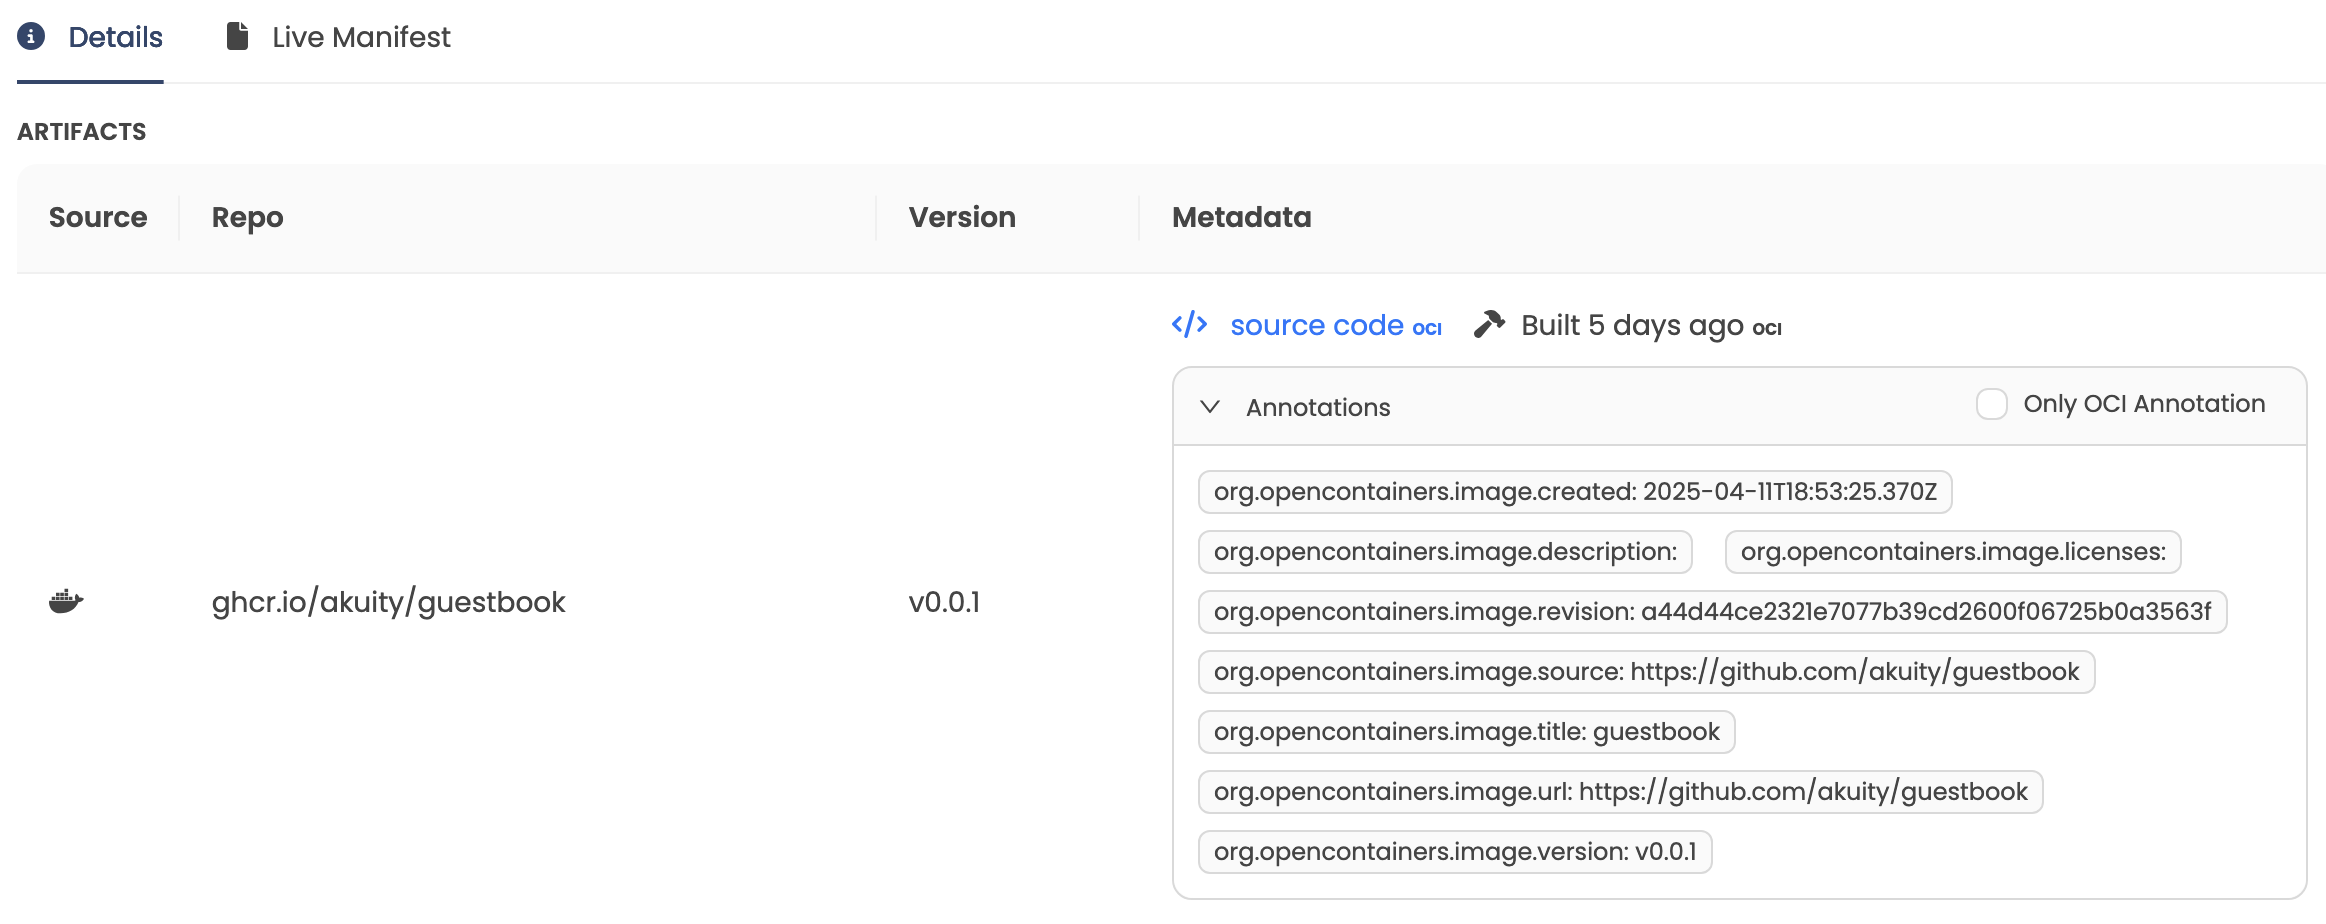 Details Live Manifest
ARTIFACTS
Source Repo Version Metadata
source code OCI Built 5 days ago OCI
Annotations Only OCI Annotation
org.opencontainers.image.created: 2025-04-11T18:53:25.370Z
org.opencontainers.image.description: org.opencontainers.image.licenses:
ghcr.io/akuity/guestbook v0.0.1
org.opencontainers.image.revision: a44d44ce2321e7077b39cd2600f06725b0a3563f
org.opencontainers.image.source: https://github.com/akuity/guestbook
org.opencontainers.image.title: guestbook
org.opencontainers.image.url: https://github.com/akuity/guestbook
org.opencontainers.image.version: v0.0.1